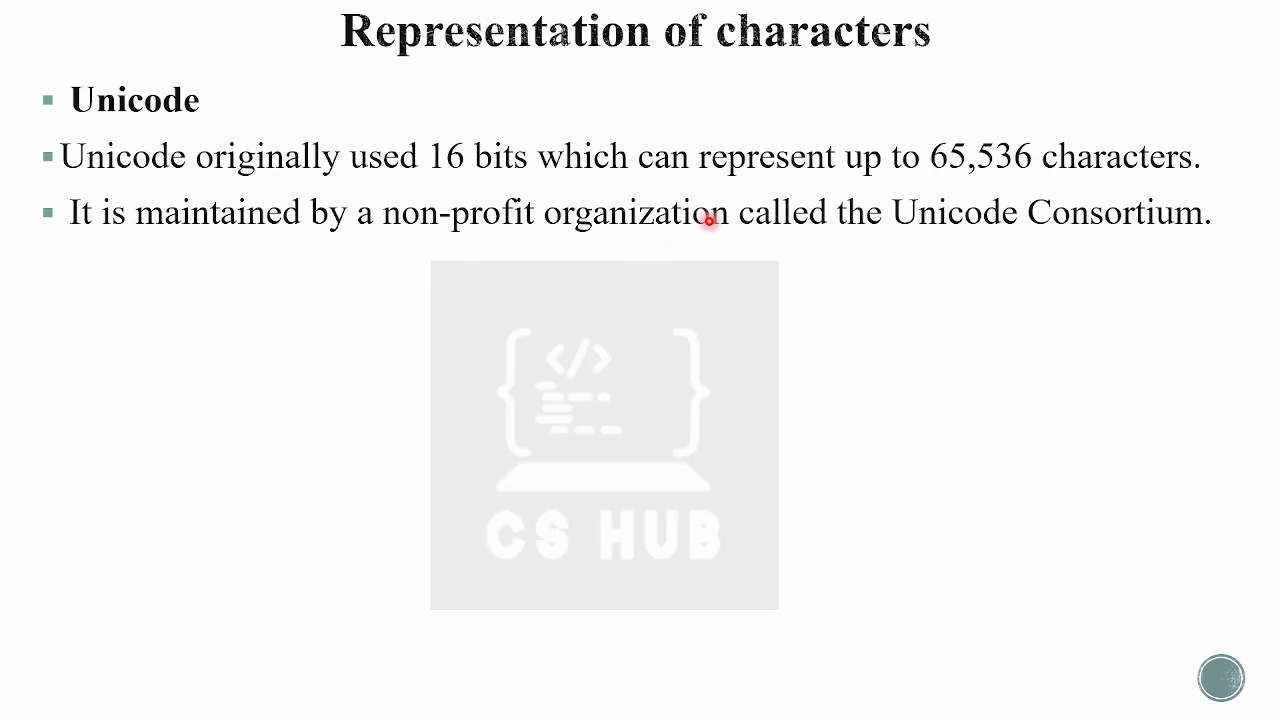 Representation of characters
Unicode
Unicode originally used 16 bits which can represent up to 65,536 characters.
It is maintained by a non-profit organization called the Unicode Consortium.
</>
CS HUB